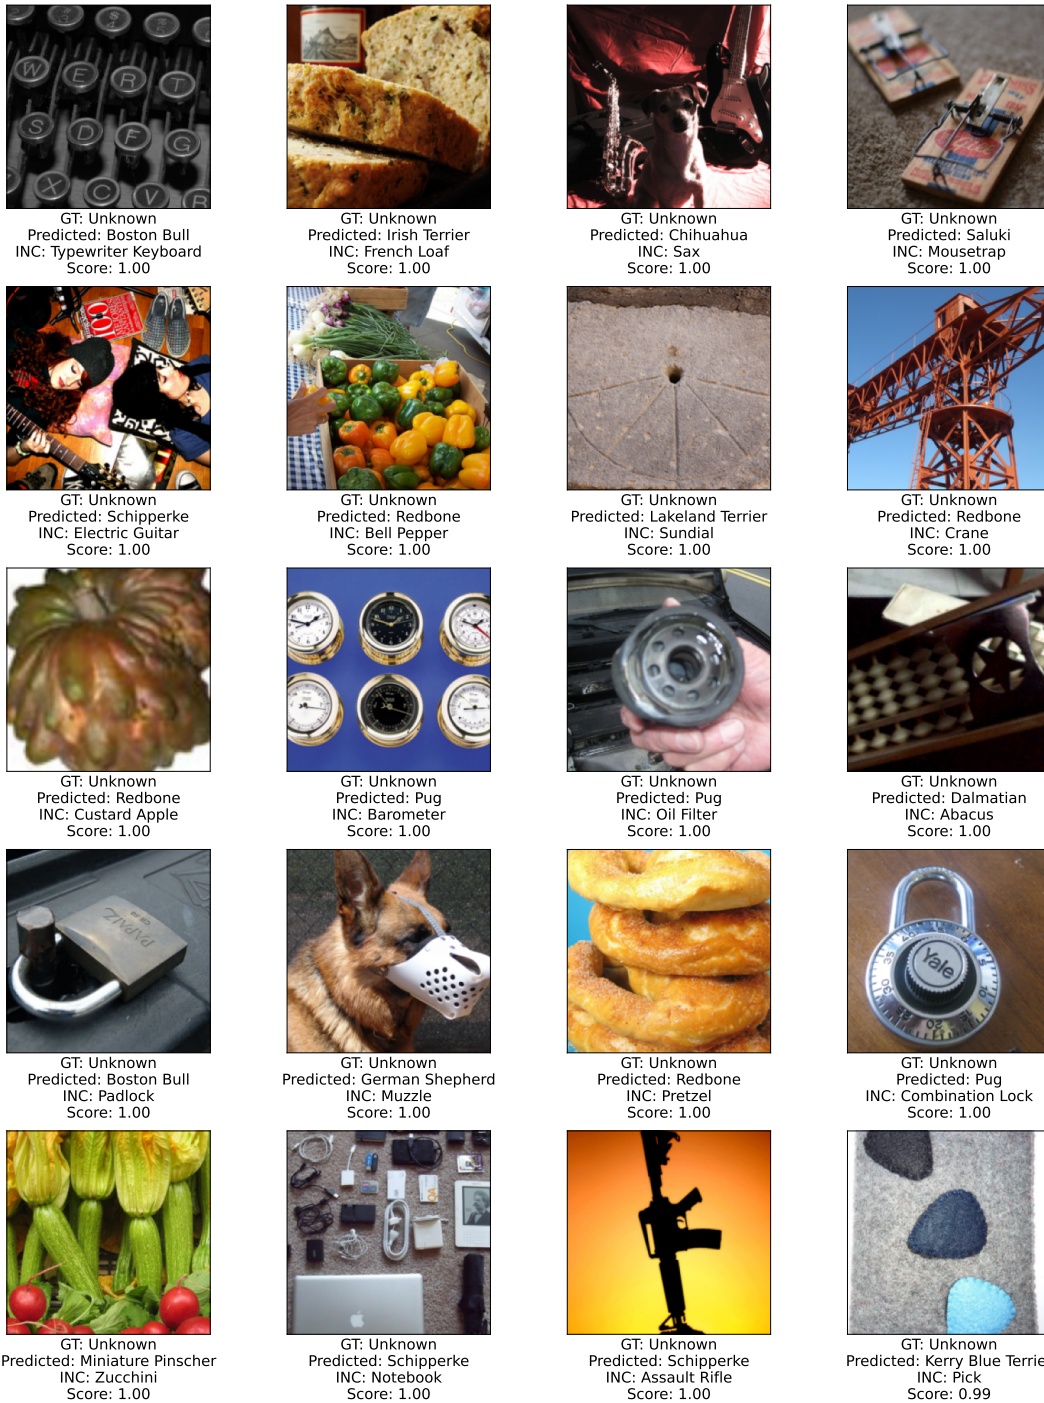 W E R T
S D F G
X C V B
GT: Unknown
Predicted: Boston Bull
INC: Typewriter Keyboard
Score: 1.00
GT: Unknown
Predicted: Irish Terrier
INC: French Loaf
Score: 1.00
GT: Unknown
Predicted: Chihuahua
INC: Sax
Score: 1.00
GT: Unknown
Predicted: Saluki
INC: Mousetrap
Score: 1.00
GT: Unknown
Predicted: Schipperke
INC: Electric Guitar
Score: 1.00
GT: Unknown
Predicted: Redbone
INC: Bell Pepper
Score: 1.00
GT: Unknown
Predicted: Lakeland Terrier
INC: Sundial
Score: 1.00
GT: Unknown
Predicted: Redbone
INC: Crane
Score: 1.00
GT: Unknown
Predicted: Redbone
INC: Custard Apple
Score: 1.00
GT: Unknown
Predicted: Pug
INC: Barometer
Score: 1.00
GT: Unknown
Predicted: Pug
INC: Oil Filter
Score: 1.00
GT: Unknown
Predicted: Dalmatian
INC: Abacus
Score: 1.00
PAPAIZ
GT: Unknown
Predicted: Boston Bull
INC: Padlock
Score: 1.00
GT: Unknown
Predicted: German Shepherd
INC: Muzzle
Score: 1.00
GT: Unknown
Predicted: Redbone
INC: Pretzel
Score: 1.00
Yale
GT: Unknown
Predicted: Pug
INC: Combination Lock
Score: 1.00
GT: Unknown
Predicted: Miniature Pinscher
INC: Zucchini
Score: 1.00
GT: Unknown
Predicted: Schipperke
INC: Notebook
Score: 1.00
GT: Unknown
Predicted: Schipperke
INC: Assault Rifle
Score: 1.00
GT: Unknown
Predicted: Kerry Blue Terrie
INC: Pick
Score: 0.99